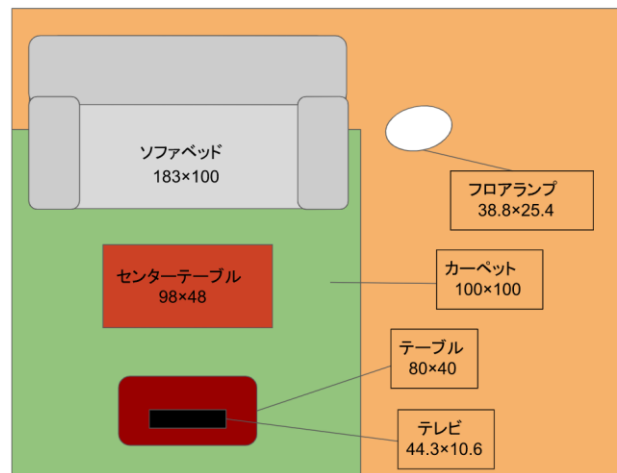 ソファベッド
183×100
フロアランプ
38.8×25.4
センターテーブル
98×48
カーペット
100×100
テーブル
80×40
テレビ
44.3×10.6